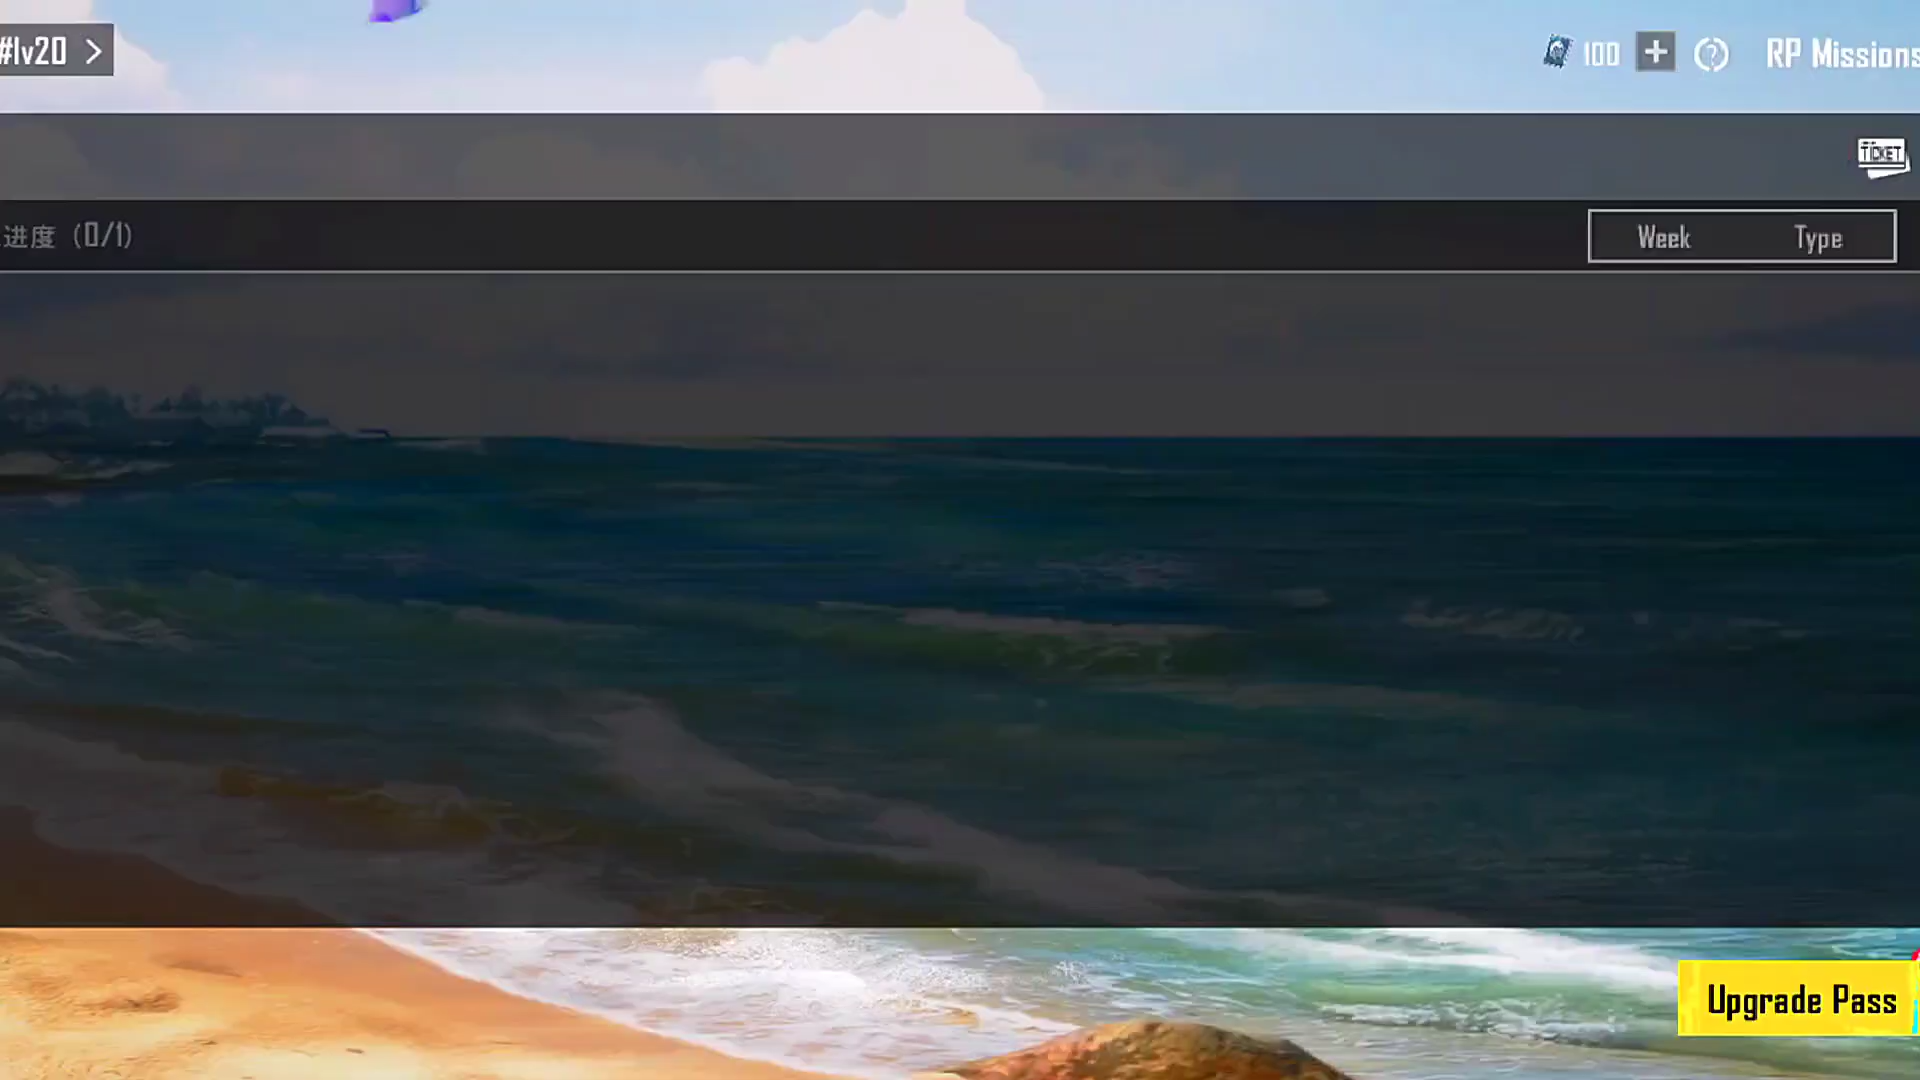 #lv20 >
100 + ? RP Missions
TICKET
进度（0/1）
Week Type
Upgrade Pass